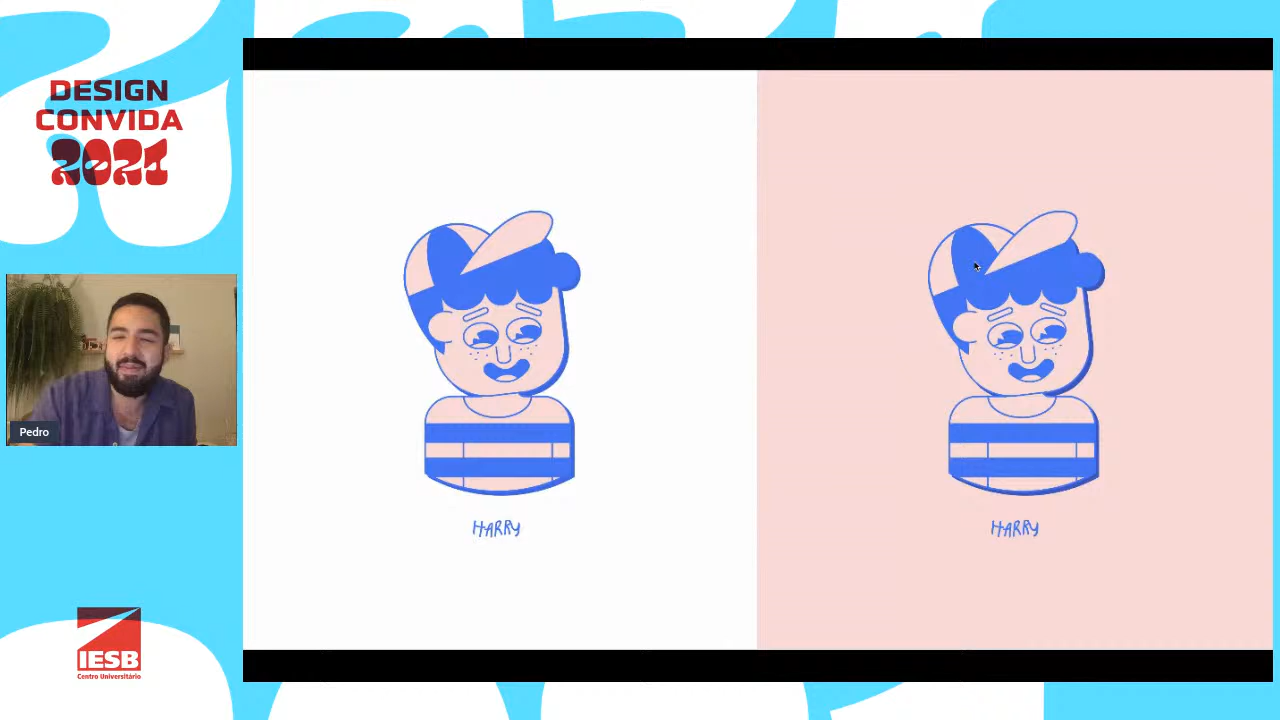 DESIGN
CONVIDA
2021
Pedro
HARRY
HARRY
IESB
Centro Universitário